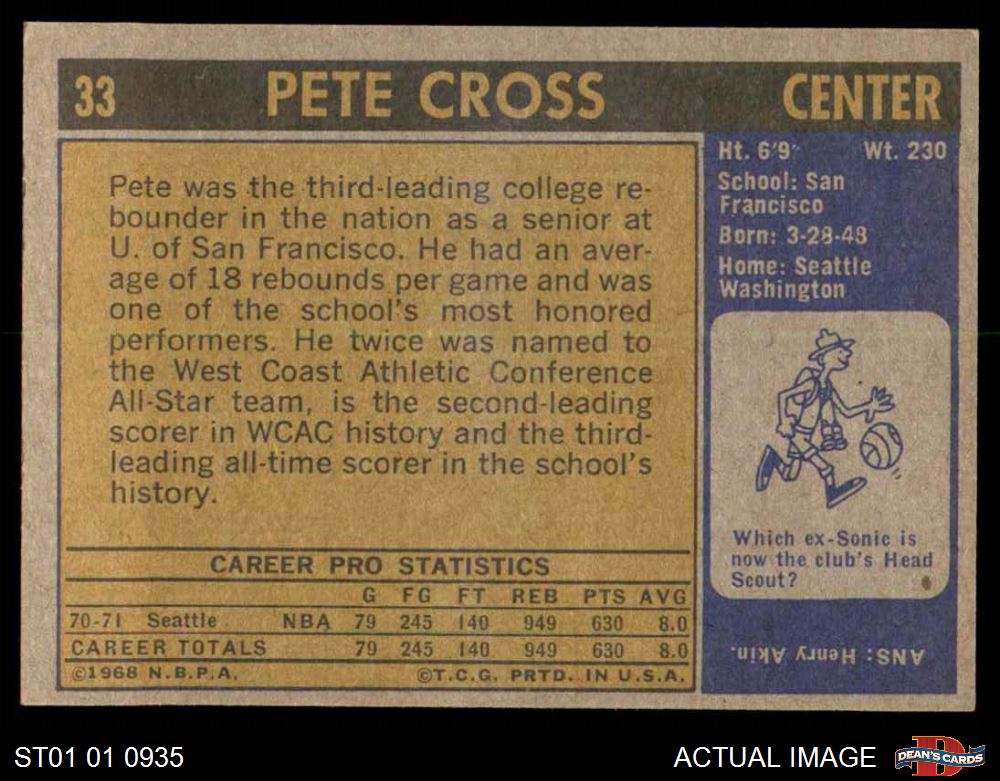 33 PETE CROSS CENTER
Pete was the third-leading college re-
bounder in the nation as a senior at
U. of San Francisco. He had an aver-
age of 18 rebounds per game and was
one of the school's most honored
performers. He twice was named to
the West Coast Athletic Conference
All-Star team, is the second-leading
scorer in WCAC history and the third-
leading all-time scorer in the school's
history.
CAREER PRO STATISTICS
G FG FT REB PTS AVG
70-71 Seattle NBA 79 245 140 949 630 8.0
CAREER TOTALS 79 245 140 949 630 8.0
©1968 N.B.P.A. ©T.C.G. PRTD. IN U.S.A.
Ht. 6'9" Wt. 230
School: San
Francisco
Born: 3-28-48
Home: Seattle
Washington
Which ex-Sonic is
now the club's Head
Scout?
ANS: Henry Akin.
ST01 01 0935
ACTUAL IMAGE
D
DEAN'S CARDS